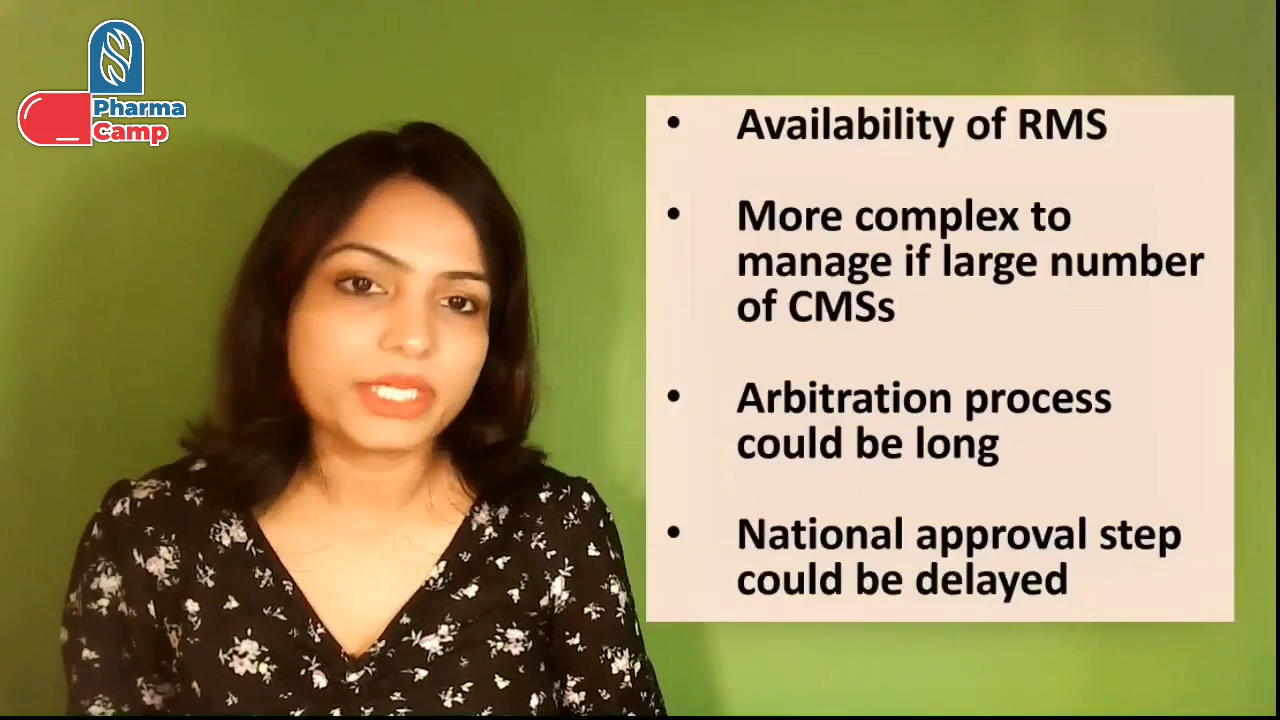 Pharma
Camp
• Availability of RMS
• More complex to
manage if large number
of CMSs
• Arbitration process
could be long
• National approval step
could be delayed